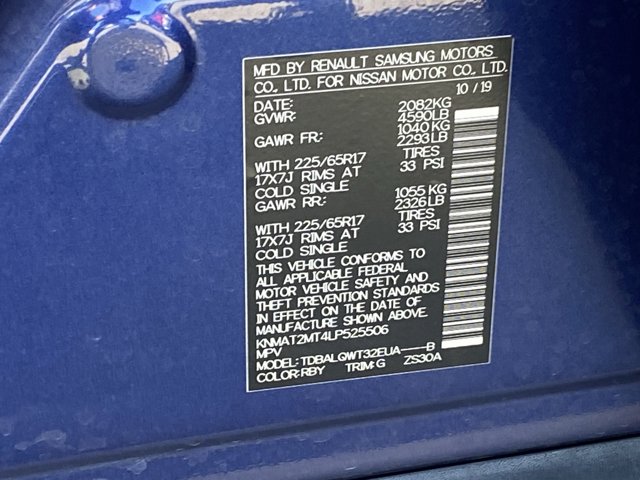 MFD BY RENAULT SAMSUNG MOTORS
CO., LTD. FOR NISSAN MOTOR CO., LTD.
10 / 19
DATE: 2082KG
GVWR: 4590LB
1040KG
GAWR FR: 2293LB
TIRES
WITH 225/65R17 33 PSI
17X7J RIMS AT
COLD SINGLE 1055KG
GAWR RR: 2326LB
TIRES
WITH 225/65R17 33 PSI
17X7J RIMS AT
COLD SINGLE
THIS VEHICLE CONFORMS TO
ALL APPLICABLE FEDERAL
MOTOR VEHICLE SAFETY AND
THEFT PREVENTION STANDARDS
IN EFFECT ON THE DATE OF
MANUFACTURE SHOWN ABOVE.
KNMAT2MT4LP525506
MPV
MODEL:TDBALQWT32EUA----B
COLOR:RBY TRIM:G ZS30A